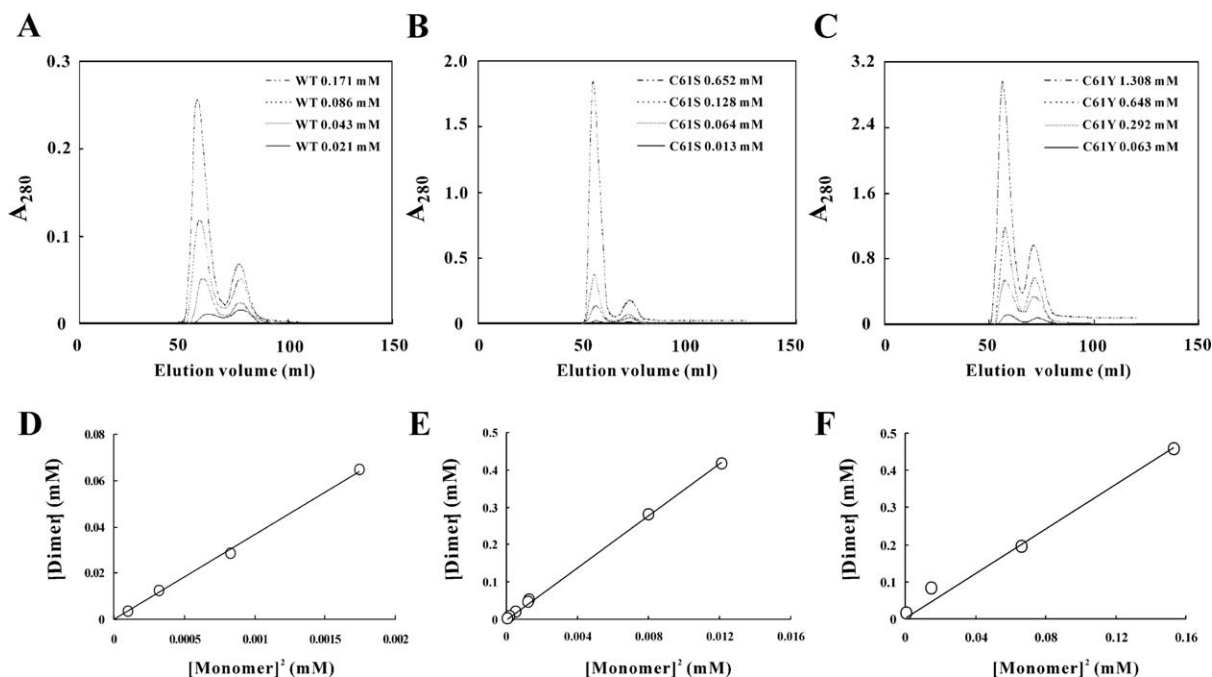 A
0.3
0.2
0.1
0
A280
WT 0.171 mM
WT 0.086 mM
WT 0.043 mM
WT 0.021 mM
0 50 100 150
Elution volume (ml)
B
2.0
1.5
1.0
0.5
0
A280
C61S 0.652 mM
C61S 0.128 mM
C61S 0.064 mM
C61S 0.013 mM
0 50 100 150
Elution volume (ml)
C
3.2
2.4
1.6
0.8
0
A280
C61Y 1.308 mM
C61Y 0.648 mM
C61Y 0.292 mM
C61Y 0.063 mM
0 50 100 150
Elution volume (ml)
D
0.08
0.06
0.04
0.02
0
[Dimer] (mM)
0 0.0005 0.001 0.0015 0.002
[Monomer]2 (mM)
E
0.5
0.4
0.3
0.2
0.1
0
[Dimer] (mM)
0 0.004 0.008 0.012 0.016
[Monomer]2 (mM)
F
0.5
0.4
0.3
0.2
0.1
0
[Dimer] (mM)
0 0.04 0.08 0.12 0.16
[Monomer]2 (mM)